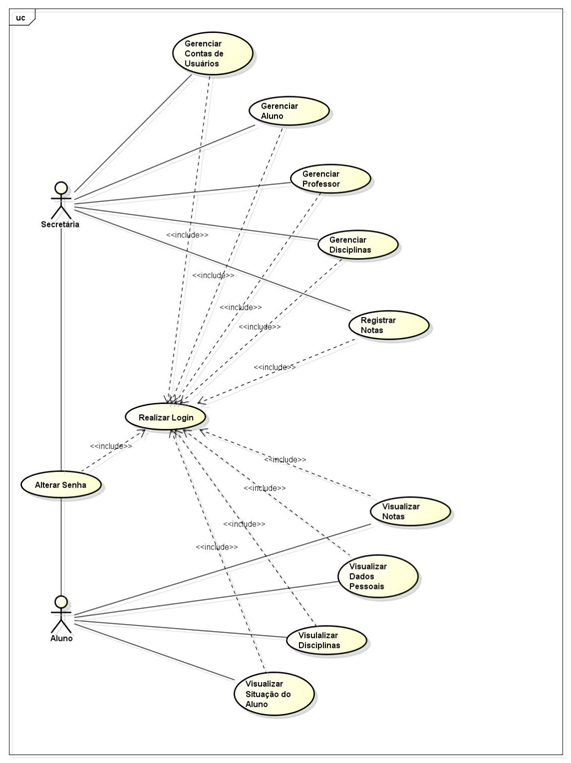 uc
Gerenciar
Contas de
Usuários
Gerenciar
Aluno
Gerenciar
Professor
Secretária
<<include>>
Gerenciar
Disciplinas
<<include>>
<<include>>
<<include>>
Registrar
Notas
<<include>>
Realizar Login
<<include>>
<<include>>
Alterar Senha
<<include>>
Visualizar
Notas
<<include>>
<<include>>
Visualizar
Dados
Pessoais
Aluno
Visulalizar
Disciplinas
Visualizar
Situação do
Aluno